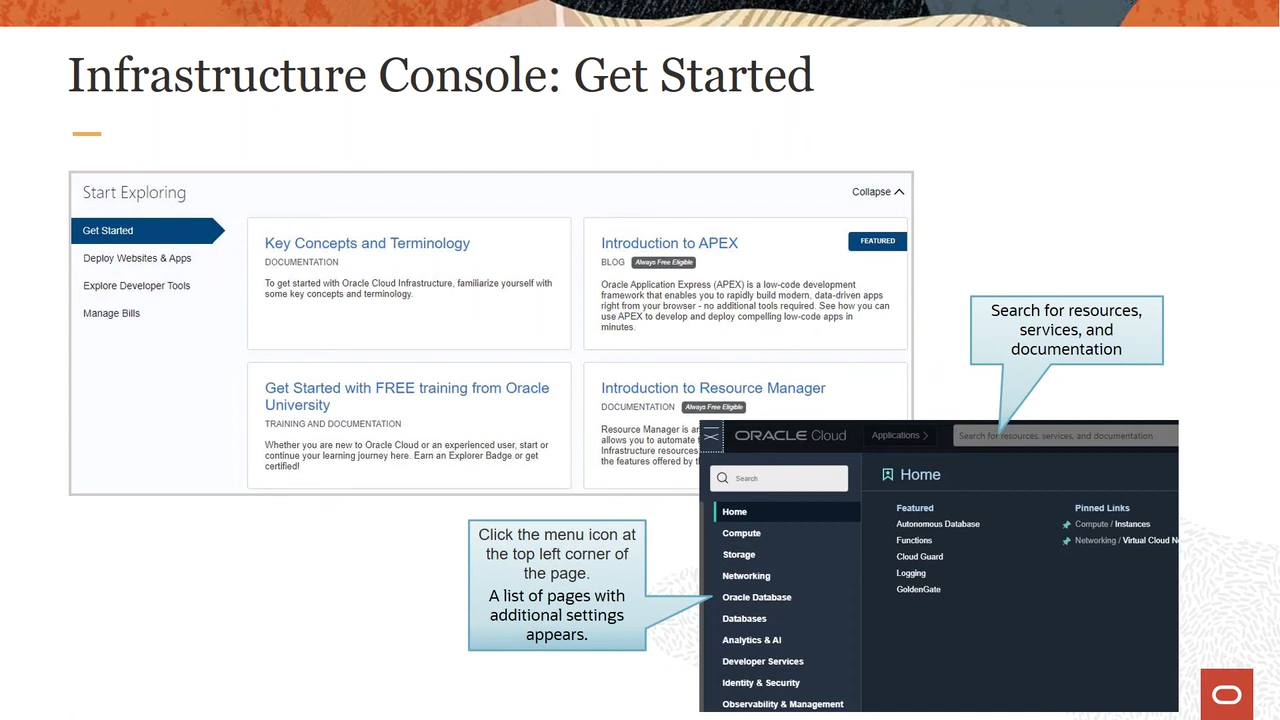 Infrastructure Console: Get Started
Start Exploring
Collapse
Get Started
Deploy Websites & Apps
Explore Developer Tools
Manage Bills
Key Concepts and Terminology
DOCUMENTATION
To get started with Oracle Cloud Infrastructure, familiarize yourself with
some key concepts and terminology.
Introduction to APEX
FEATURED
BLOG Always Free Eligible
Oracle Application Express (APEX) is a low-code development
framework that enables you to rapidly build modern, data-driven apps
right from your browser - no additional tools required. See how you can
use APEX to develop and deploy compelling low-code apps in
minutes.
Get Started with FREE training from Oracle
University
TRAINING AND DOCUMENTATION
Whether you are new to Oracle Cloud or an experienced user, start or
continue your learning journey here. Earn an Explorer Badge or get
certified!
Introduction to Resource Manager
DOCUMENTATION Always Free Eligible
Resource Manager is an
allows you to automate
Infrastructure resources
the features offered by
Search for resources,
services, and
documentation
ORACLE Cloud
Applications
Search for resources, services, and documentation
Search
Home
Compute
Storage
Networking
Oracle Database
Databases
Analytics & AI
Developer Services
Identity & Security
Observability & Management
Home
Featured
Autonomous Database
Functions
Cloud Guard
Logging
GoldenGate
Pinned Links
Compute / Instances
Networking / Virtual Cloud
Click the menu icon at
the top left corner of
the page.
A list of pages with
additional settings
appears.